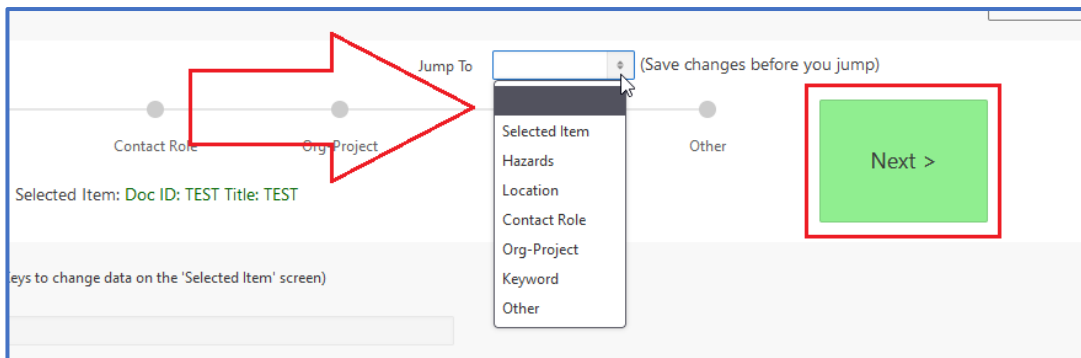 Jump To
(Save changes before you jump)
Selected Item
Hazards
Location
Contact Role
Org-Project
Keyword
Other
Contact Role
Org-Project
Other
Next >
Selected Item: Doc ID: TEST Title: TEST
eys to change data on the 'Selected Item' screen)